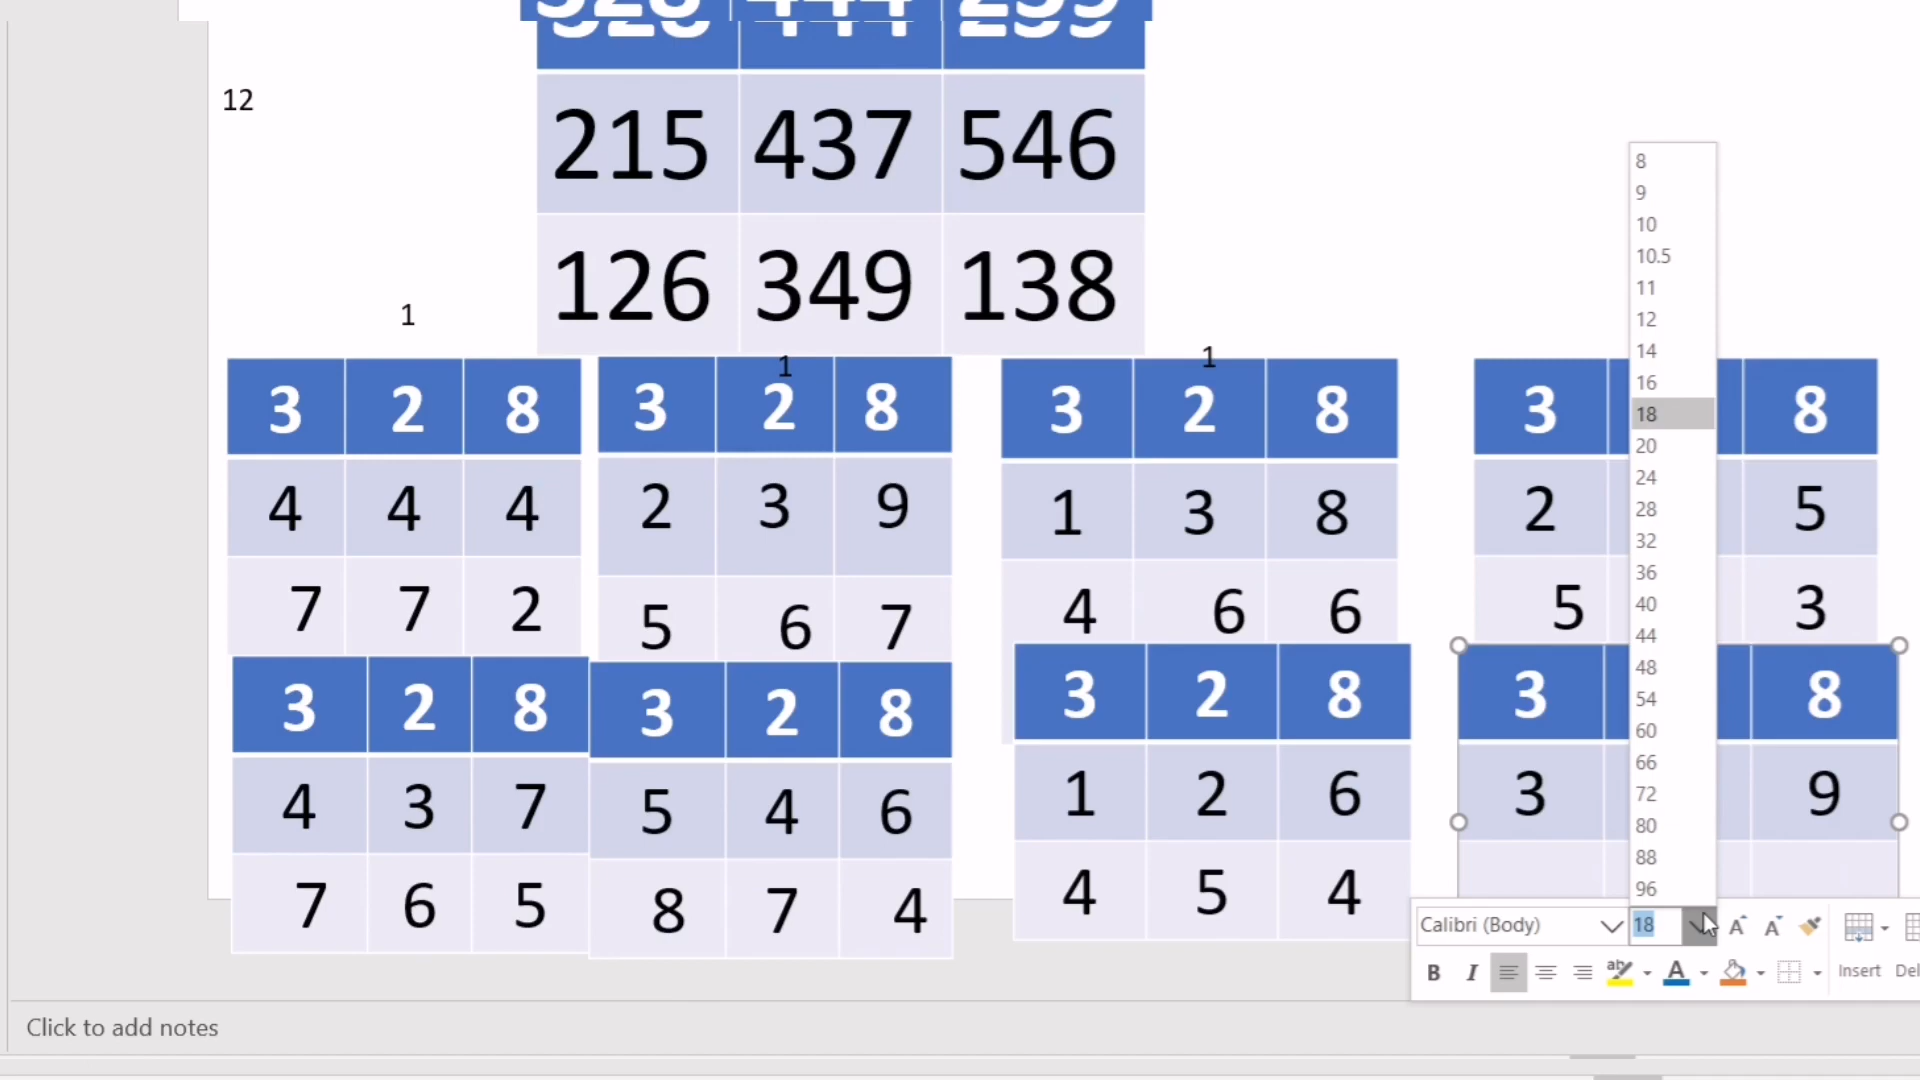 328 444 239
12
215 437 546
126 349 138
1
1
1
3 2 8
4 4 4
7 7 2
3 2 8
2 3 9
5 6 7
3 2 8
1 3 8
4 6 6
3 8
2 5
5 3
3 2 8
4 3 7
7 6 5
3 2 8
5 4 6
8 7 4
3 2 8
1 2 6
4 5 4
3 8
3 9
8
9
10
10.5
11
12
14
16
18
20
24
28
32
36
40
44
48
54
60
66
72
80
88
96
Calibri (Body) 18 A A
B I ab A Insert Del
Click to add notes